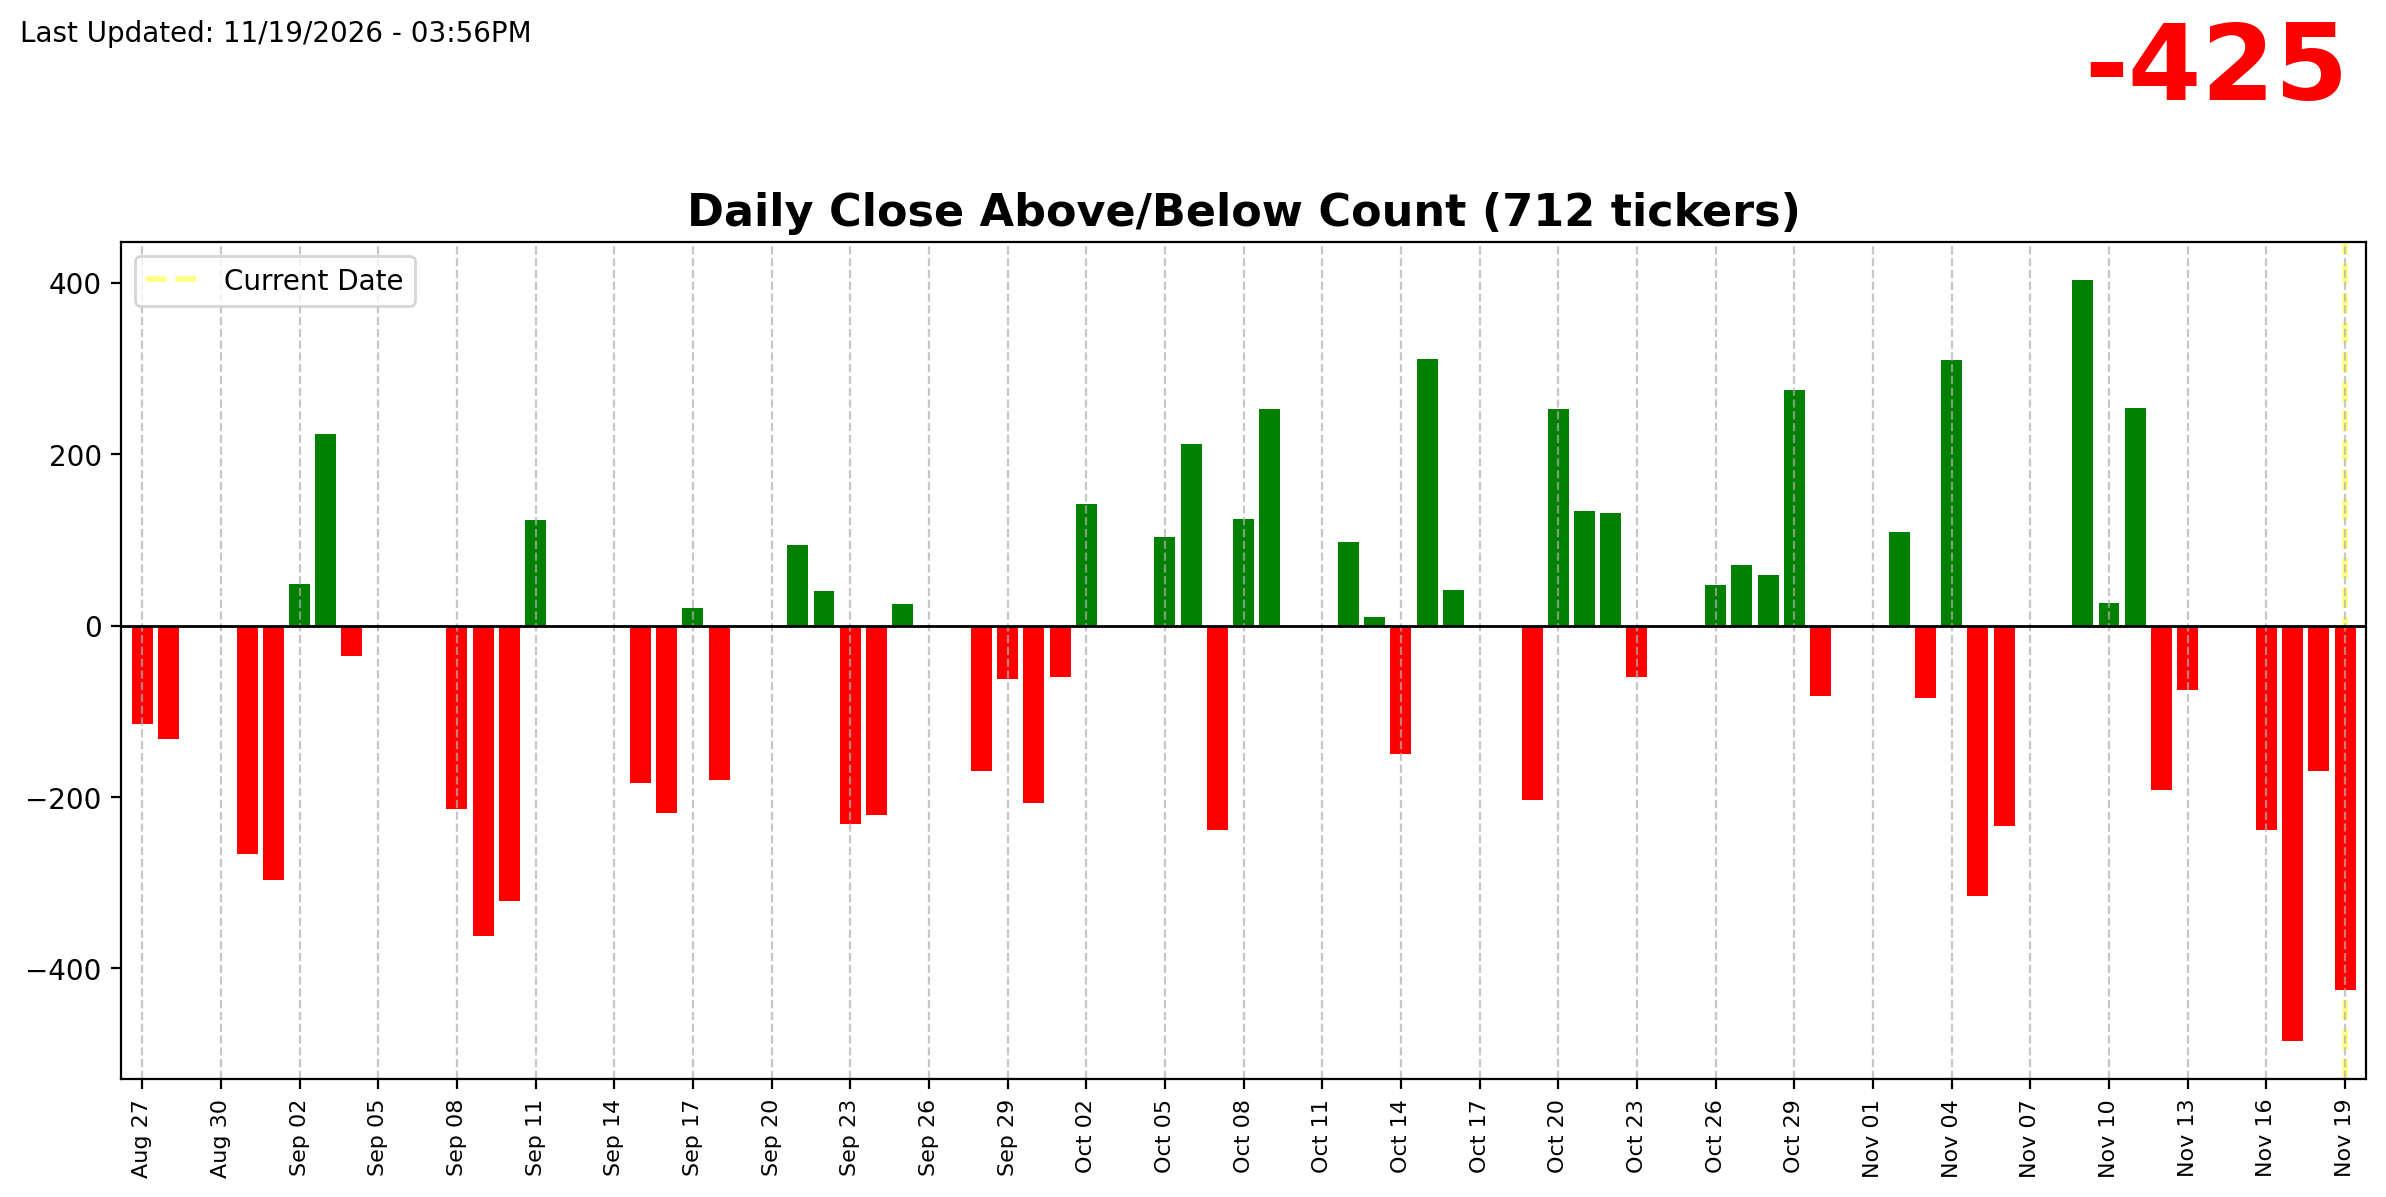 Last Updated: 11/19/2026 - 03:56PM
-425
Daily Close Above/Below Count (712 tickers)
Current Date
400
200
0
−200
−400
Aug 27
Aug 30
Sep 02
Sep 05
Sep 08
Sep 11
Sep 14
Sep 17
Sep 20
Sep 23
Sep 26
Sep 29
Oct 02
Oct 05
Oct 08
Oct 11
Oct 14
Oct 17
Oct 20
Oct 23
Oct 26
Oct 29
Nov 01
Nov 04
Nov 07
Nov 10
Nov 13
Nov 16
Nov 19